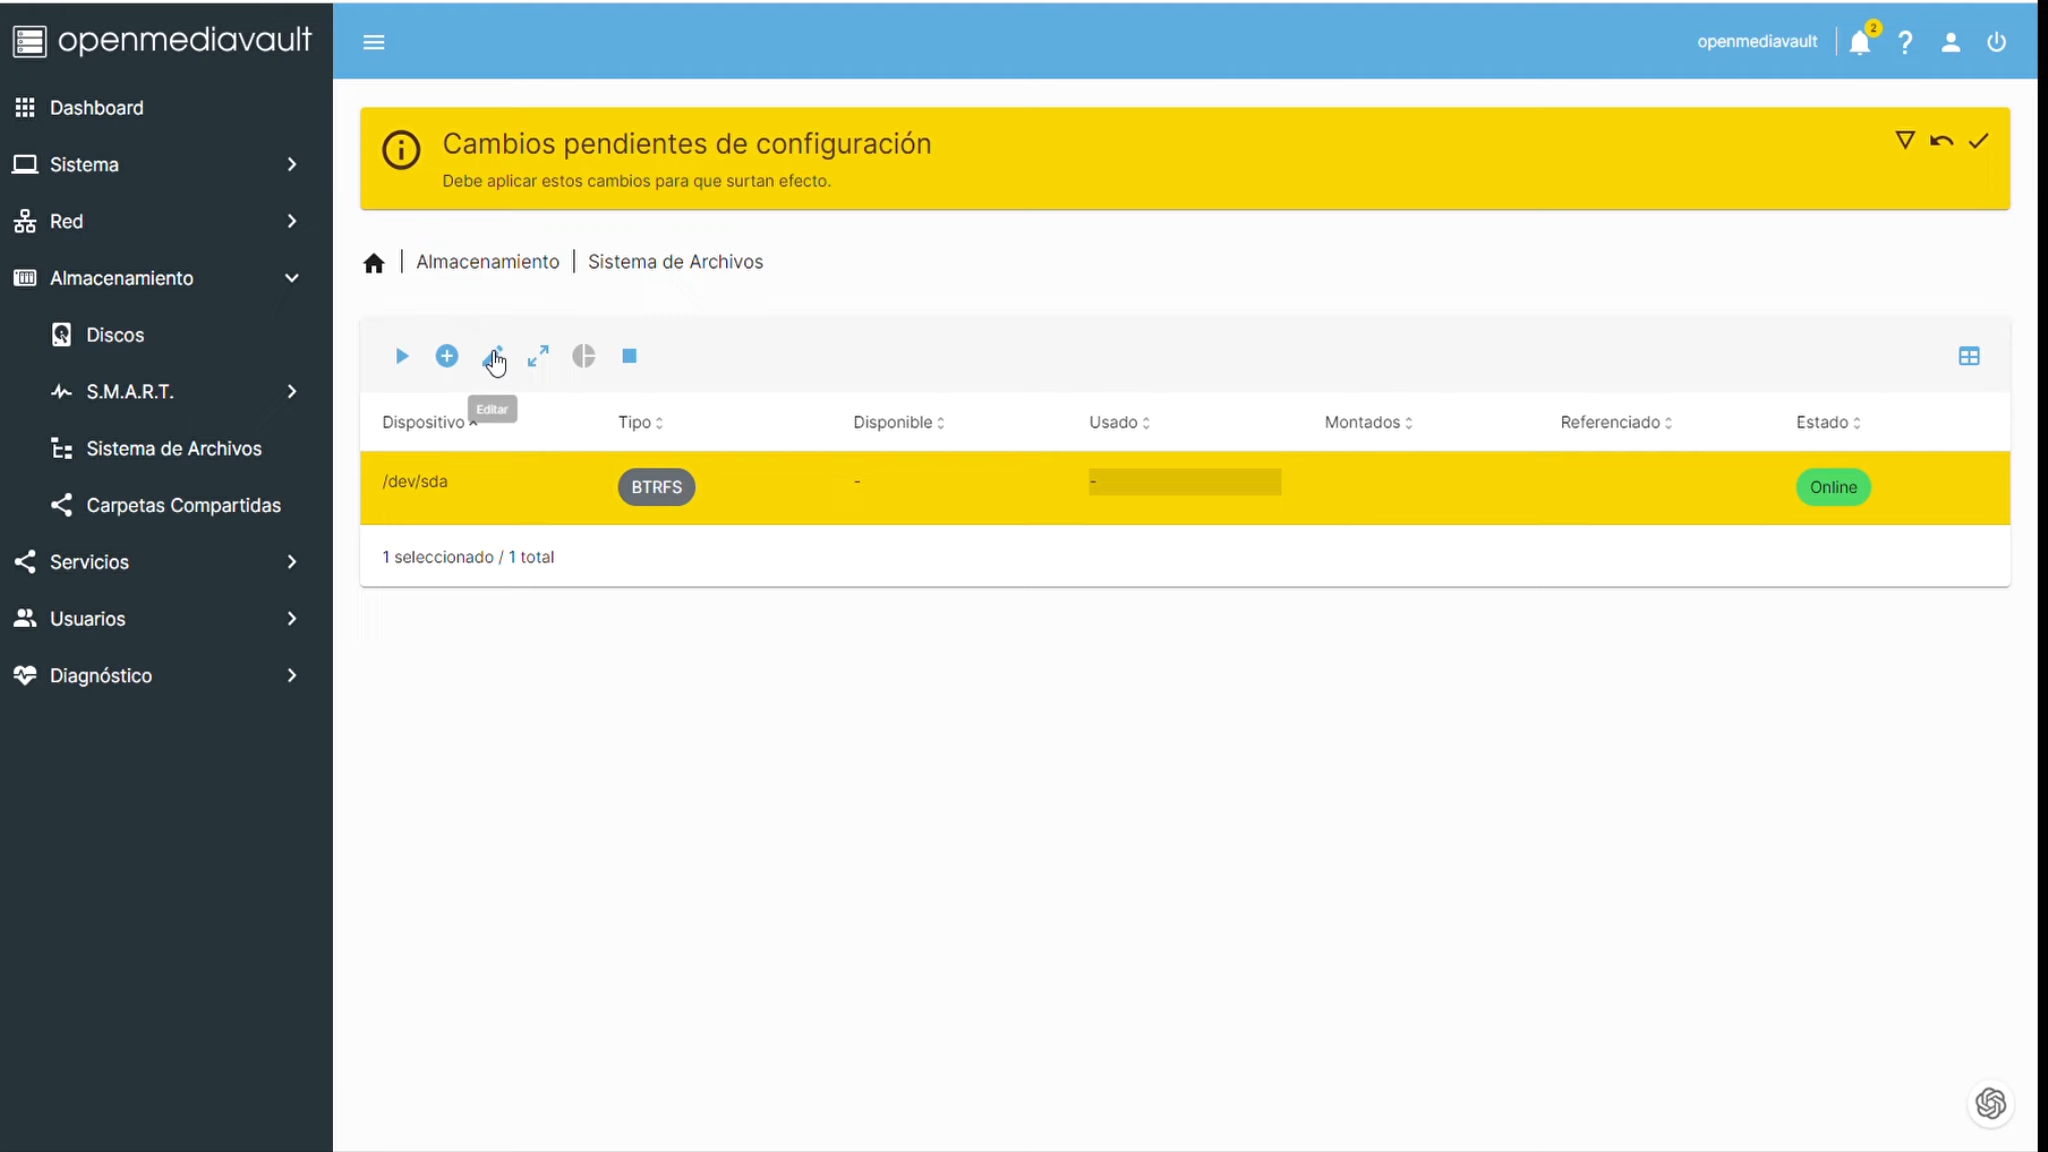 openmediavault
openmediavault
2
Dashboard
Sistema
Red
Almacenamiento
Discos
S.M.A.R.T.
Sistema de Archivos
Carpetas Compartidas
Servicios
Usuarios
Diagnóstico
Cambios pendientes de configuración
Debe aplicar estos cambios para que surtan efecto.
Almacenamiento | Sistema de Archivos
Editar
Dispositivo Tipo Disponible Usado Montados Referenciado Estado
/dev/sda BTRFS - - Online
1 seleccionado / 1 total